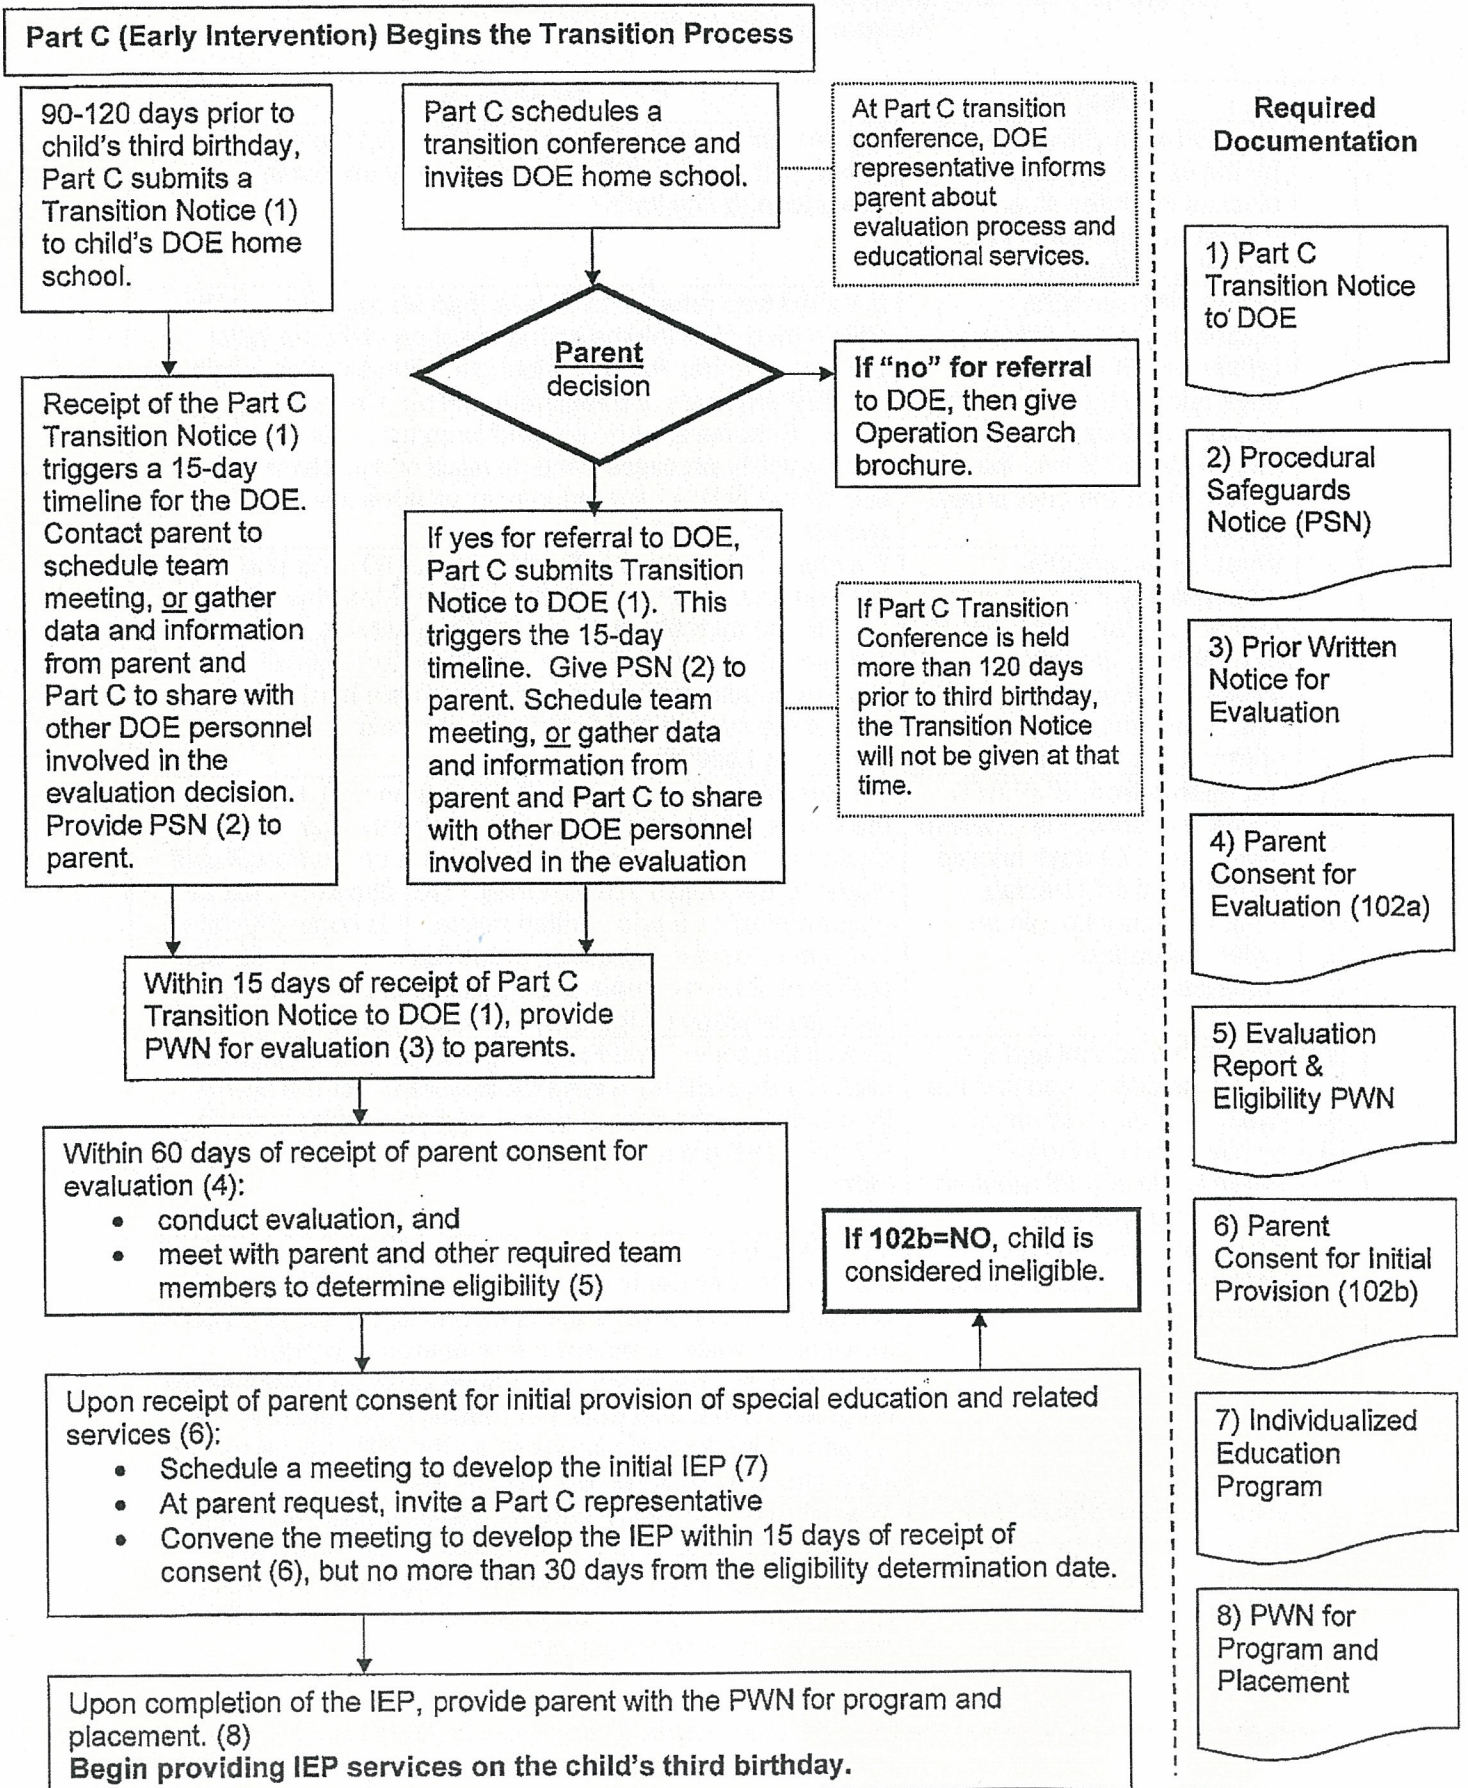 Part C (Early Intervention) Begins the Transition Process
90-120 days prior to
child's third birthday,
Part C submits a
Transition Notice (1)
to child's DOE home
school.
Part C schedules a
transition conference and
invites DOE home school.
At Part C transition
conference, DOE
representative informs
parent about
evaluation process and
educational services.
Parent
decision
If "no" for referral
to DOE, then give
Operation Search
brochure.
Receipt of the Part C
Transition Notice (1)
triggers a 15-day
timeline for the DOE.
Contact parent to
schedule team
meeting, or gather
data and information
from parent and
Part C to share with
other DOE personnel
involved in the
evaluation decision.
Provide PSN (2) to
parent.
If yes for referral to DOE,
Part C submits Transition
Notice to DOE (1). This
triggers the 15-day
timeline. Give PSN (2) to
parent. Schedule team
meeting, or gather data
and information from
parent and Part C to share
with other DOE personnel
involved in the evaluation
If Part C Transition
Conference is held
more than 120 days
prior to third birthday,
the Transition Notice
will not be given at that
time.
Within 15 days of receipt of Part C
Transition Notice to DOE (1), provide
PWN for evaluation (3) to parents.
Within 60 days of receipt of parent consent for
evaluation (4):
• conduct evaluation, and
• meet with parent and other required team
members to determine eligibility (5)
If 102b=NO, child is
considered ineligible.
Upon receipt of parent consent for initial provision of special education and related
services (6):
• Schedule a meeting to develop the initial IEP (7)
• At parent request, invite a Part C representative
• Convene the meeting to develop the IEP within 15 days of receipt of
consent (6), but no more than 30 days from the eligibility determination date.
Upon completion of the IEP, provide parent with the PWN for program and
placement. (8)
Begin providing IEP services on the child's third birthday.
Required
Documentation
1) Part C
Transition Notice
to DOE
2) Procedural
Safeguards
Notice (PSN)
3) Prior Written
Notice for
Evaluation
4) Parent
Consent for
Evaluation (102a)
5) Evaluation
Report &
Eligibility PWN
6) Parent
Consent for Initial
Provision (102b)
7) Individualized
Education
Program
8) PWN for
Program and
Placement